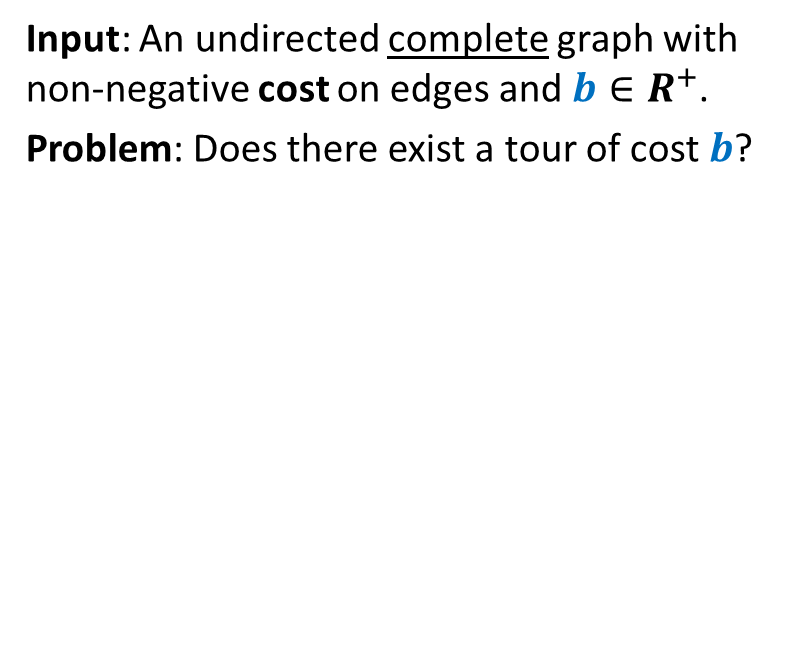 Input: An undirected complete graph with
non-negative cost on edges and b ∈ R⁺.
Problem: Does there exist a tour of cost b?